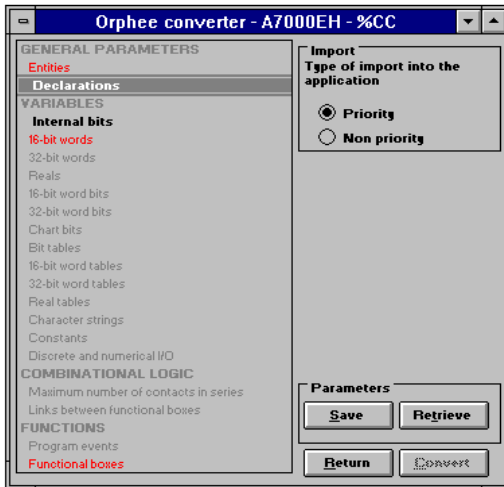 Orphee converter - A7000EH - %CC
GENERAL PARAMETERS
Entities
Declarations
VARIABLES
Internal bits
16-bit words
32-bit words
Reals
16-bit word bits
32-bit word bits
Chart bits
Bit tables
16-bit word tables
32-bit word tables
Real tables
Character strings
Constants
Discrete and numerical I/O
COMBINATIONAL LOGIC
Maximum number of contacts in series
Links between functional boxes
FUNCTIONS
Program events
Functional boxes
Import
Type of import into the
application
Priority
Non priority
Parameters
Save
Retrieve
Return
Convert